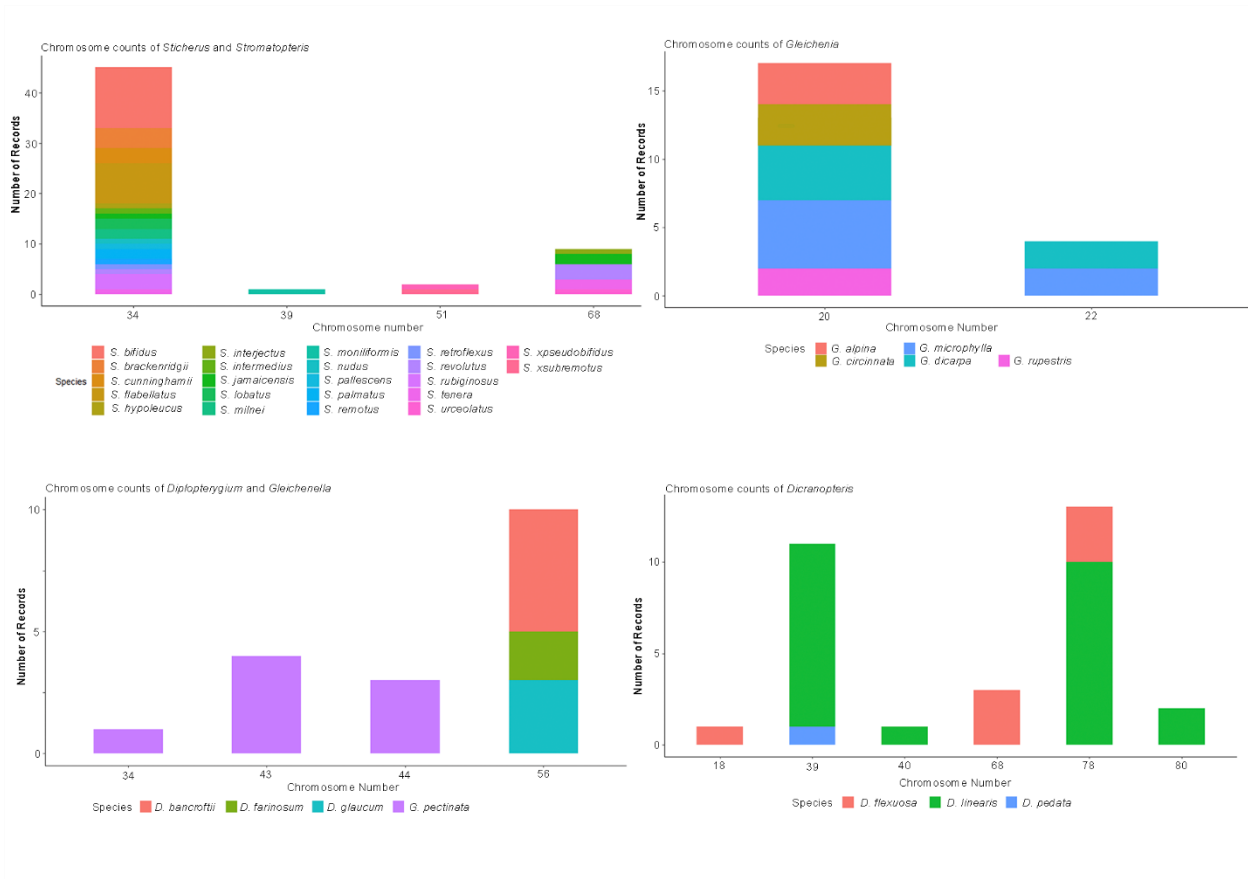 Chromosome counts of Sticherus and Stromatopteris
Number of Records
40
30
20
10
0
34 39 51 68
Chromosome number
Species
S. bifidus S. interjectus S. moniliformis S. retroflexus S. xpseudobifidus
S. brackenridgii S. intermedius S. nudus S. revolutus S. xsubremotus
S. cunninghamii S. jamaicensis S. pallescens S. rubiginosus
S. flabellatus S. lobatus S. palmatus S. tenera
S. hypoleucus S. milnei S. remotus S. urceolatus
Chromosome counts of Gleichenia
Number of Records
15
10
5
0
20 22
Chromosome Number
Species G. alpina G. microphylla
G. circinnata G. dicarpa G. rupestris
Chromosome counts of Diplopterygium and Gleichenella
Number of Records
10
5
0
34 43 44 56
Chromosome Number
Species D. bancroftii D. farinosum D. glaucum G. pectinata
Chromosome counts of Dicranopteris
Number of Records
10
5
0
18 39 40 68 78 80
Chromosome Number
Species D. flexuosa D. linearis D. pedata